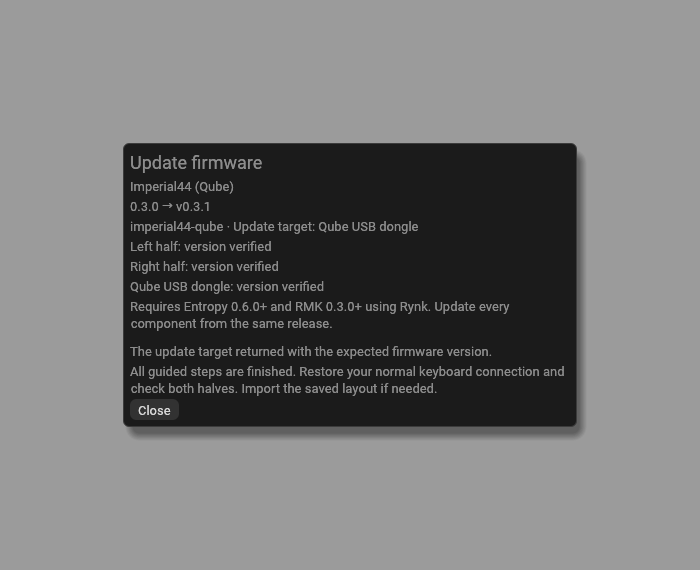 Update firmware
Imperial44 (Qube)
0.3.0 → v0.3.1
imperial44-qube · Update target: Qube USB dongle
Left half: version verified
Right half: version verified
Qube USB dongle: version verified
Requires Entropy 0.6.0+ and RMK 0.3.0+ using Rynk. Update every
component from the same release.
The update target returned with the expected firmware version.
All guided steps are finished. Restore your normal keyboard connection and
check both halves. Import the saved layout if needed.
Close